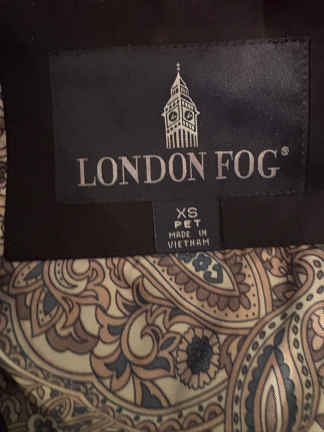 LONDON FOG®
XS
PET
MADE IN
VIETNAM